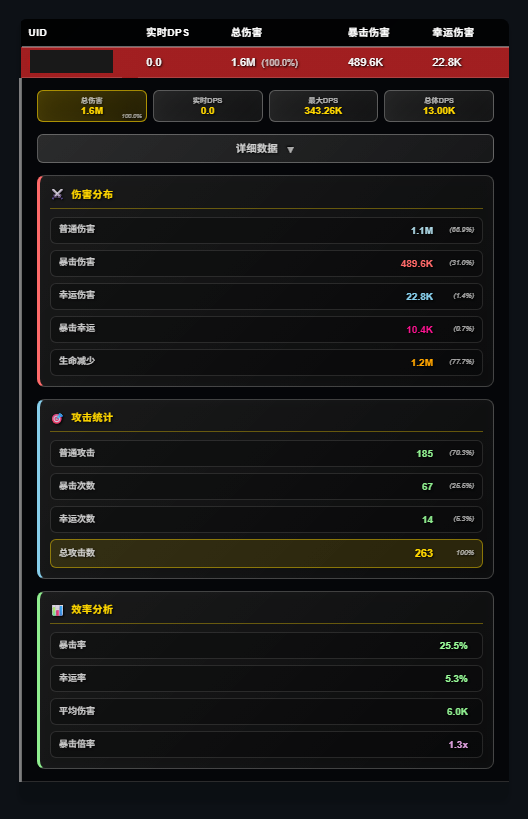 UID 实时DPS 总伤害 暴击伤害 幸运伤害
0.0 1.6M (100.0%) 489.6K 22.8K
总伤害 实时DPS 最大DPS 总体DPS
1.6M 0.0 343.26K 13.00K
100.0%
详细数据 ▼
伤害分布
普通伤害 1.1M (66.9%)
暴击伤害 489.6K (31.0%)
幸运伤害 22.8K (1.4%)
暴击幸运 10.4K (0.7%)
生命减少 1.2M (77.7%)
攻击统计
普通攻击 185 (70.3%)
暴击次数 67 (25.5%)
幸运次数 14 (5.3%)
总攻击数 263 100%
效率分析
暴击率 25.5%
幸运率 5.3%
平均伤害 6.0K
暴击倍率 1.3x